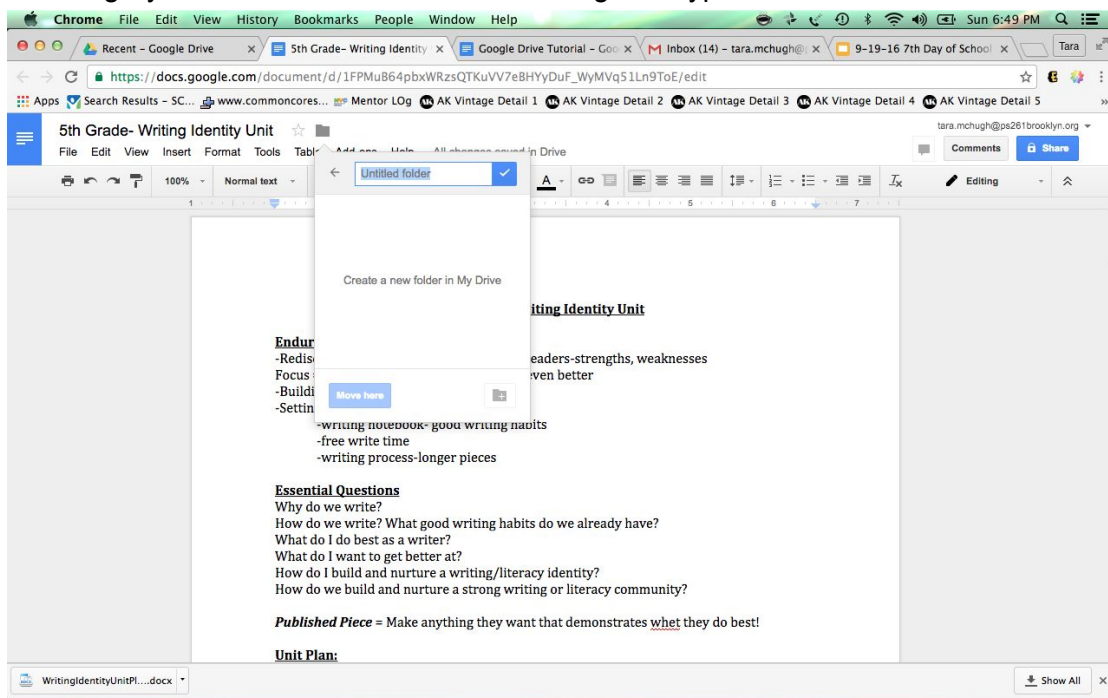 Chrome File Edit View History Bookmarks People Window Help Sun 6:49 PM
Recent - Google Drive 5th Grade- Writing Identity Google Drive Tutorial - Goo Inbox (14) - tara.mchugh@ 9-19-16 7th Day of School Tara
https://docs.google.com/document/d/1FPMuB64pbxWRzsQTKuVV7eBHYyDuF_WyMVq51Ln9ToE/edit
Apps Search Results - SC... www.commoncores... Mentor LOg AK Vintage Detail 1 AK Vintage Detail 2 AK Vintage Detail 3 AK Vintage Detail 4 AK Vintage Detail 5 »
5th Grade- Writing Identity Unit tara.mchugh@ps261brooklyn.org
File Edit View Insert Format Tools Help in Drive Comments Share
100% Normal text Untitled folder A Editing
1 4 5 6 7
Create a new folder in My Drive
iting Identity Unit
Endur
-Redis eaders-strengths, weaknesses
Focus even better
-Buildi
Move here
-Settin
-writing notebook- good writing habits
-free write time
-writing process-longer pieces
Essential Questions
Why do we write?
How do we write? What good writing habits do we already have?
What do I do best as a writer?
What do I want to get better at?
How do I build and nurture a writing/literacy identity?
How do we build and nurture a strong writing or literacy community?
Published Piece = Make anything they want that demonstrates whet they do best!
Unit Plan:
WritingIdentityUnitPl....docx Show All